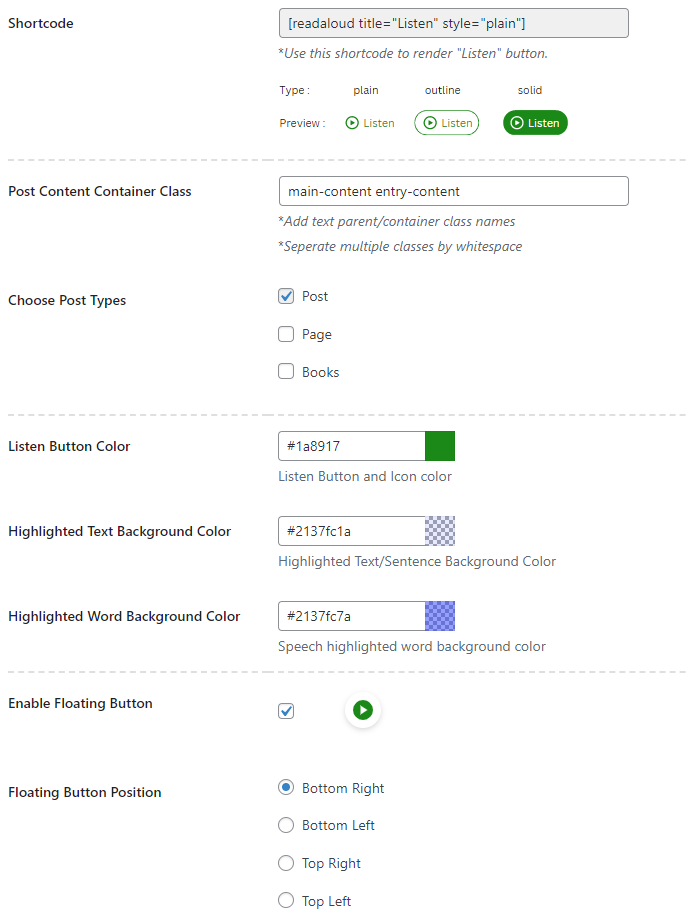 Shortcode
[readaloud title="Listen" style="plain"]
*Use this shortcode to render "Listen" button.
Type : plain outline solid
Preview : Listen Listen Listen
Post Content Container Class
main-content entry-content
*Add text parent/container class names
*Seperate multiple classes by whitespace
Choose Post Types
Post
Page
Books
Listen Button Color
#1a8917
Listen Button and Icon color
Highlighted Text Background Color
#2137fc1a
Highlighted Text/Sentence Background Color
Highlighted Word Background Color
#2137fc7a
Speech highlighted word background color
Enable Floating Button
Floating Button Position
Bottom Right
Bottom Left
Top Right
Top Left